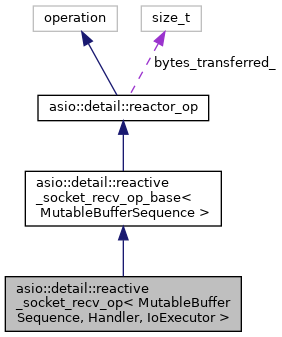 operation
size_t
bytes_transferred_
asio::detail::reactor_op
asio::detail::reactive
_socket_recv_op_base<
MutableBufferSequence >
asio::detail::reactive
_socket_recv_op< MutableBuffer
Sequence, Handler, IoExecutor >